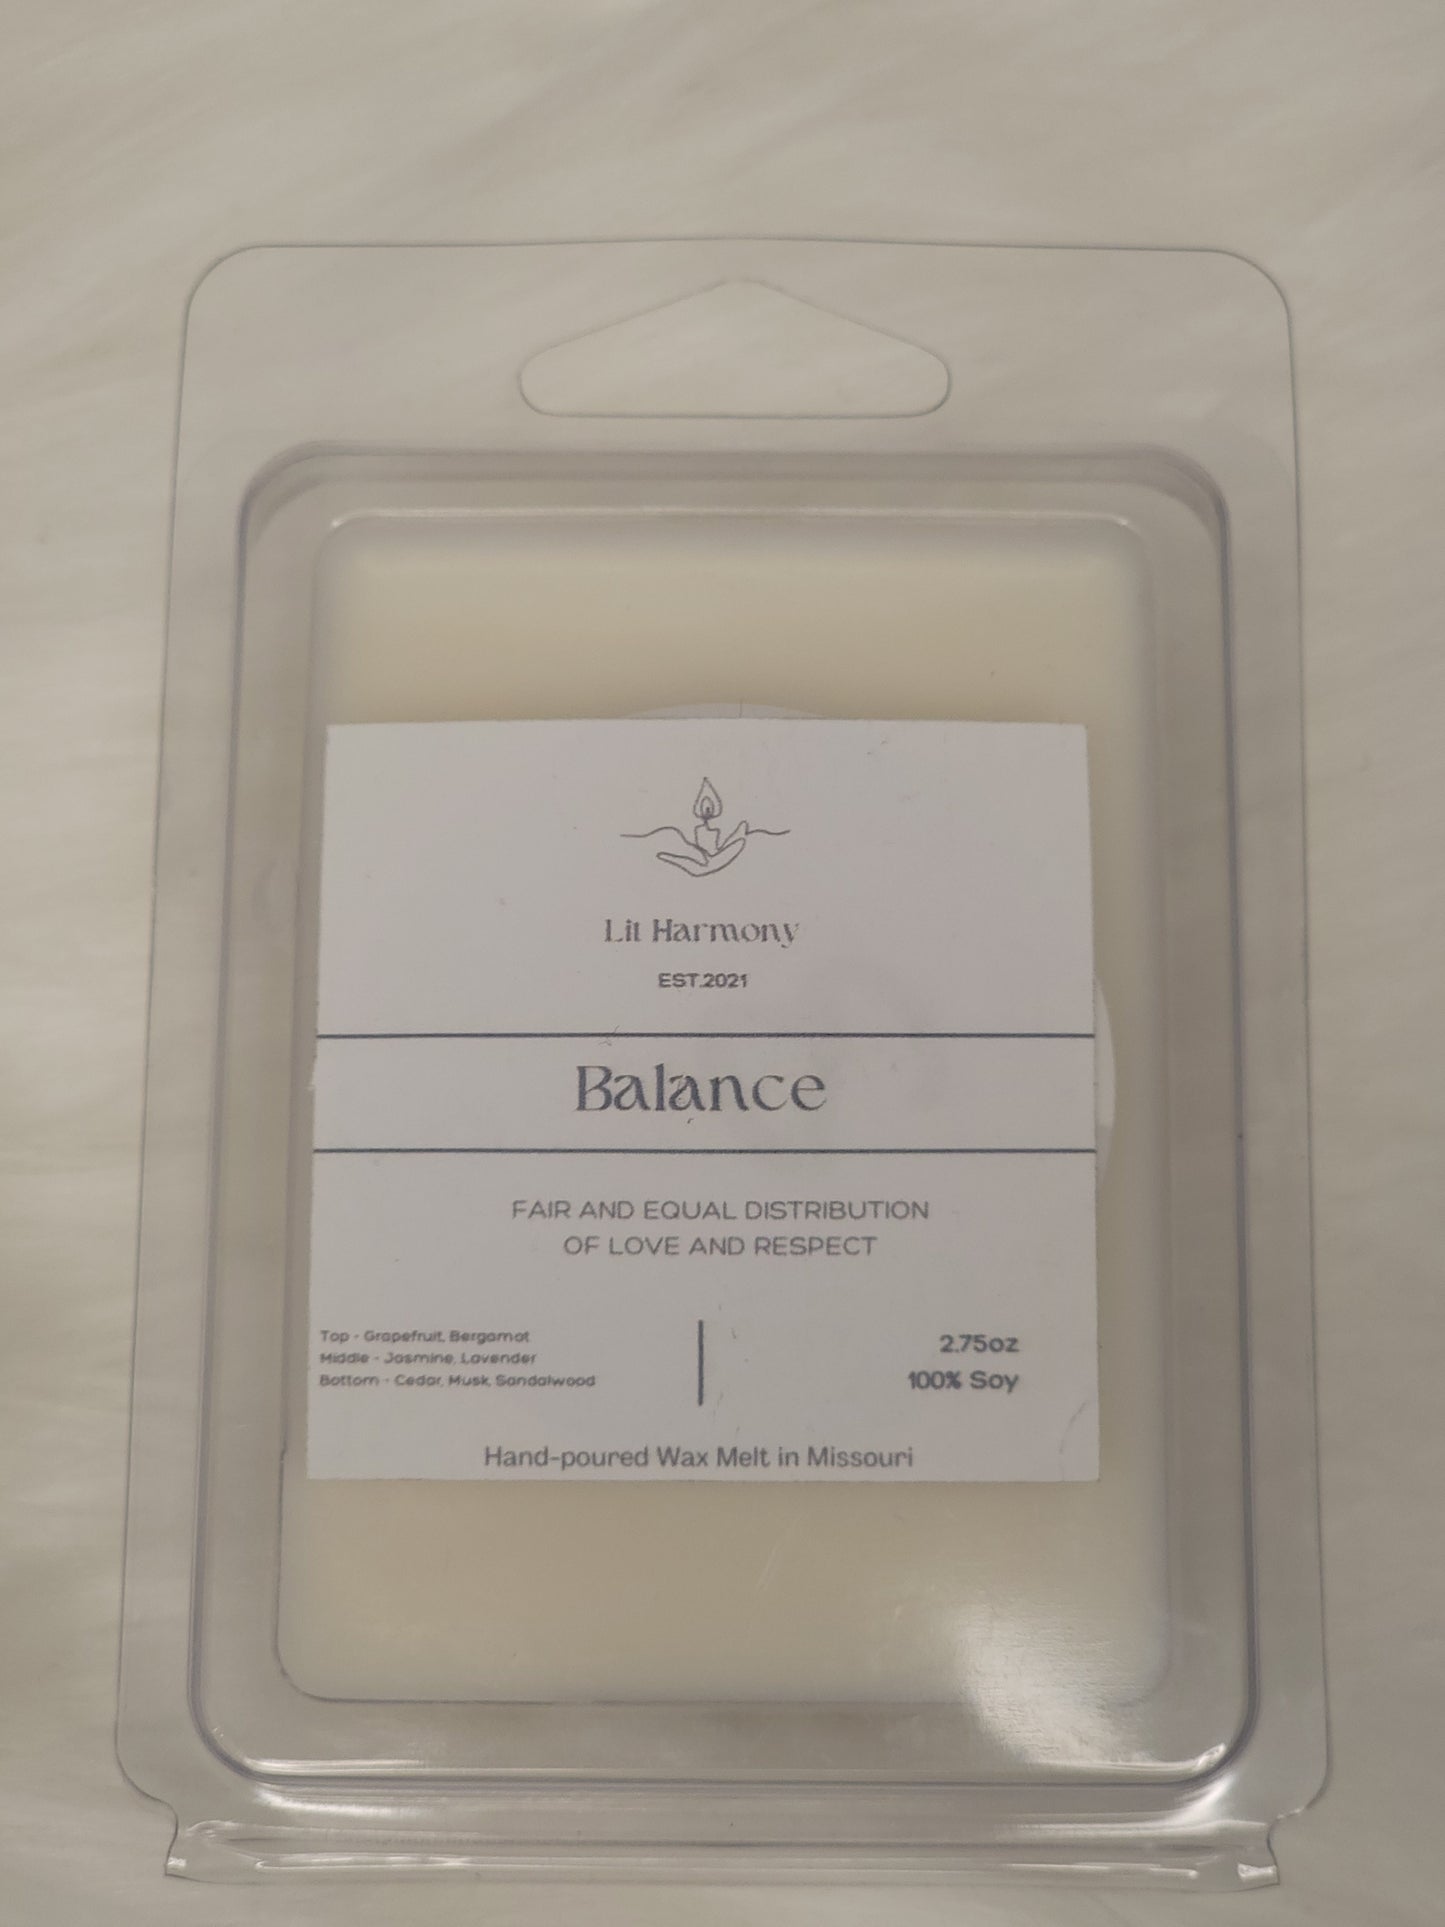 Lit Harmony
EST.2021
Balance
FAIR AND EQUAL DISTRIBUTION
OF LOVE AND RESPECT
Top - Grapefruit, Bergamot
Middle - Jasmine, Lavender
Bottom - Cedar, Musk, Sandalwood
2.75oz
100% Soy
Hand-poured Wax Melt in Missouri